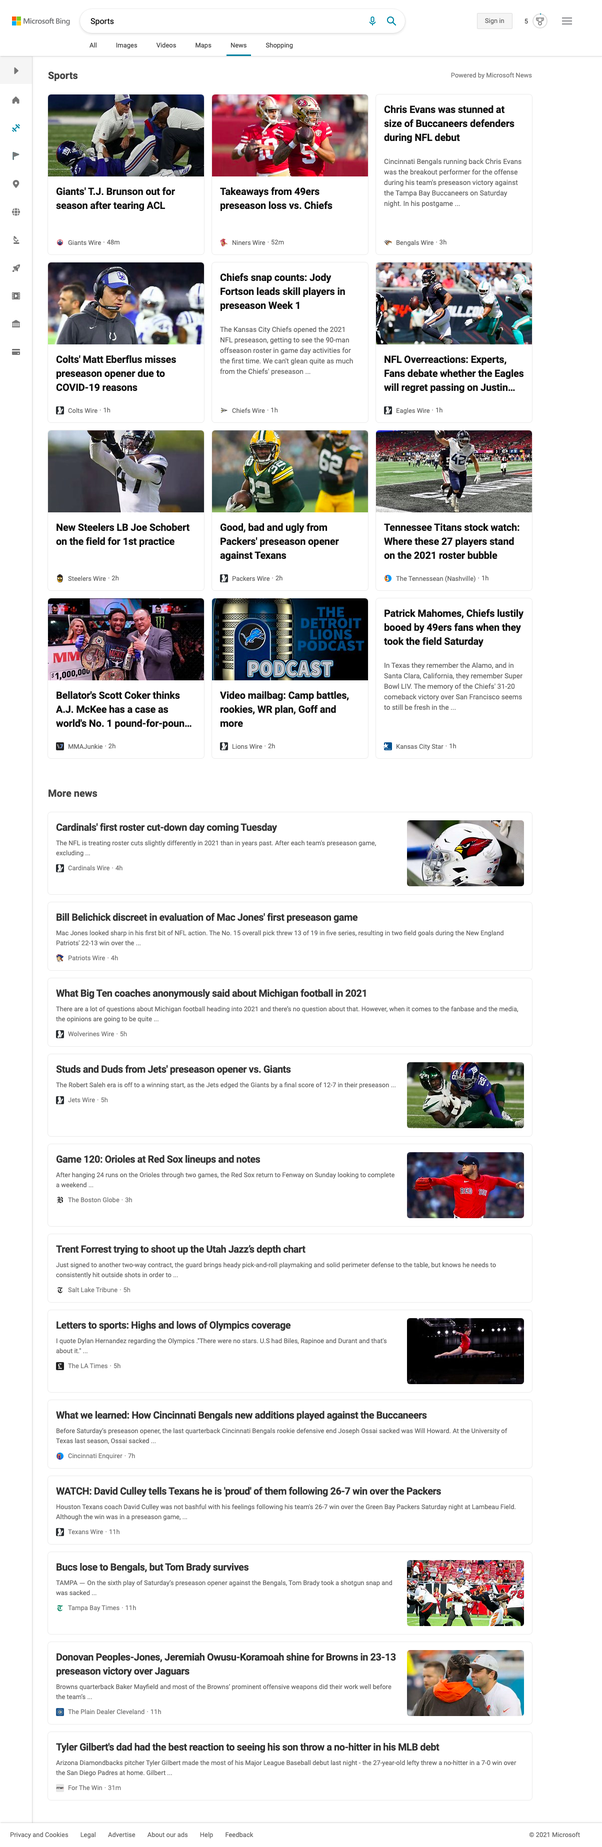 Microsoft Bing
Sports
Sign in
5
All Images Videos Maps News Shopping
Sports
Powered by Microsoft News
Giants' T.J. Brunson out for
season after tearing ACL
Giants Wire · 48m
Takeaways from 49ers
preseason loss vs. Chiefs
Niners Wire · 52m
Chris Evans was stunned at
size of Buccaneers defenders
during NFL debut
Cincinnati Bengals running back Chris Evans
was the breakout performer for the offense
during his team's preseason victory against
the Tampa Bay Buccaneers on Saturday
night. In his postgame ...
Bengals Wire · 3h
Colts' Matt Eberflus misses
preseason opener due to
COVID-19 reasons
Colts Wire · 1h
Chiefs snap counts: Jody
Fortson leads skill players in
preseason Week 1
The Kansas City Chiefs opened the 2021
NFL preseason, getting to see the 90-man
offseason roster in game day activities for
the first time. We can't glean quite as much
from the Chiefs' preseason ...
Chiefs Wire · 1h
NFL Overreactions: Experts,
Fans debate whether the Eagles
will regret passing on Justin...
Eagles Wire · 1h
New Steelers LB Joe Schobert
on the field for 1st practice
Steelers Wire · 2h
Good, bad and ugly from
Packers' preseason opener
against Texans
Packers Wire · 2h
Tennessee Titans stock watch:
Where these 27 players stand
on the 2021 roster bubble
The Tennessean (Nashville) · 1h
$1,000,000
Bellator's Scott Coker thinks
A.J. McKee has a case as
world's No. 1 pound-for-poun...
MMAJunkie · 2h
THE
DETROIT
LIONS
PODCAST
PODCAST
Video mailbag: Camp battles,
rookies, WR plan, Goff and
more
Lions Wire · 2h
Patrick Mahomes, Chiefs lustily
booed by 49ers fans when they
took the field Saturday
In Texas they remember the Alamo, and in
Santa Clara, California, they remember Super
Bowl LIV. The memory of the Chiefs' 31-20
comeback victory over San Francisco seems
to still be fresh in the ...
Kansas City Star · 1h
More news
Cardinals' first roster cut-down day coming Tuesday
The NFL is treating roster cuts slightly differently in 2021 than in years past. After each team's preseason game,
excluding ...
Cardinals Wire · 4h
Bill Belichick discreet in evaluation of Mac Jones' first preseason game
Mac Jones looked sharp in his first bit of NFL action. The No. 15 overall pick threw 13 of 19 in five series, resulting in two field goals during the New England
Patriots' 22-13 win over the ...
Patriots Wire · 4h
What Big Ten coaches anonymously said about Michigan football in 2021
There are a lot of questions about Michigan football heading into 2021 and there's no question about that. However, when it comes to the fanbase and the media,
the opinions are going to be quite ...
Wolverines Wire · 5h
Studs and Duds from Jets' preseason opener vs. Giants
The Robert Saleh era is off to a winning start, as the Jets edged the Giants by a final score of 12-7 in their preseason ...
Jets Wire · 5h
Game 120: Orioles at Red Sox lineups and notes
After hanging 24 runs on the Orioles through two games, the Red Sox return to Fenway on Sunday looking to complete
a weekend ...
The Boston Globe · 3h
Trent Forrest trying to shoot up the Utah Jazz's depth chart
Just signed to another two-way contract, the guard brings heady pick-and-roll playmaking and solid perimeter defense to the table, but knows he needs to
consistently hit outside shots in order to ...
Salt Lake Tribune · 5h
Letters to sports: Highs and lows of Olympics coverage
I quote Dylan Hernandez regarding the Olympics ."There were no stars. U.S had Biles, Rapinoe and Durant and that's
about it." ...
The LA Times · 5h
What we learned: How Cincinnati Bengals new additions played against the Buccaneers
Before Saturday's preseason opener, the last quarterback Cincinnati Bengals rookie defensive end Joseph Ossai sacked was Will Howard. At the University of
Texas last season, Ossai sacked ...
Cincinnati Enquirer · 7h
WATCH: David Culley tells Texans he is 'proud' of them following 26-7 win over the Packers
Houston Texans coach David Culley was not bashful with his feelings following his team's 26-7 win over the Green Bay Packers Saturday night at Lambeau Field.
Although the win was in a preseason game, ...
Texans Wire · 11h
Bucs lose to Bengals, but Tom Brady survives
TAMPA — On the sixth play of Saturday's preseason opener against the Bengals, Tom Brady took a shotgun snap and
was sacked ...
Tampa Bay Times · 11h
Donovan Peoples-Jones, Jeremiah Owusu-Koramoah shine for Browns in 23-13
preseason victory over Jaguars
Browns quarterback Baker Mayfield and most of the Browns' prominent offensive weapons did their work well before
the team's ...
The Plain Dealer Cleveland · 11h
Tyler Gilbert's dad had the best reaction to seeing his son throw a no-hitter in his MLB debt
Arizona Diamondbacks pitcher Tyler Gilbert made the most of his Major League Baseball debut last night - the 27-year-old lefty threw a no-hitter in a 7-0 win over
the San Diego Padres at home. Gilbert ...
For The Win · 31m
Privacy and Cookies Legal Advertise About our ads Help Feedback
© 2021 Microsoft